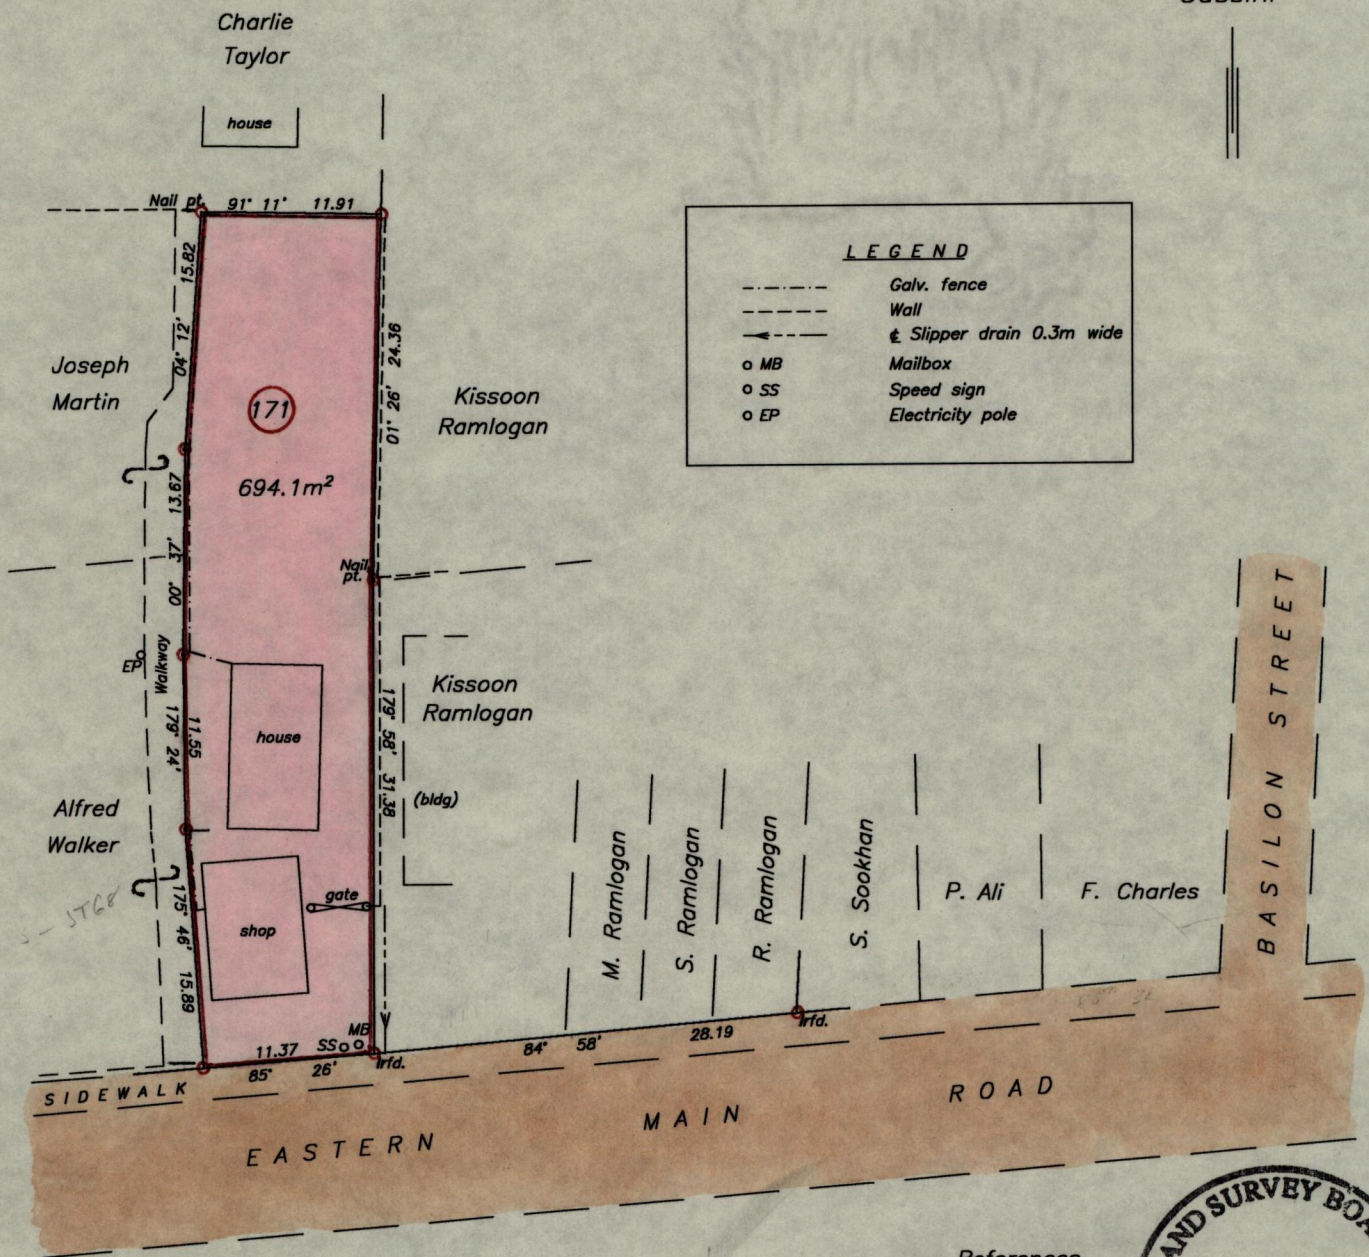 Charlie
Taylor
house
Nail pt.
91° 11' 11.91
15.82
04° 12'
Joseph
Martin
171
694.1m²
24.36
01° 26'
Kissoon
Ramlogan
LEGEND
Galv. fence
Wall
℄ Slipper drain 0.3m wide
MB Mailbox
SS Speed sign
EP Electricity pole
13.67
00° 37'
Nail
pt.
EP
Walkway
179° 24'
11.55
house
179° 58' 31.38
Kissoon
Ramlogan
(bldg)
Alfred
Walker
175° 46' 15.89
shop
gate
M. Ramlogan
S. Ramlogan
R. Ramlogan
S. Sookhan
P. Ali
F. Charles
BASILON STREET
MB
SS
Irfd.
11.37
85° 26'
84° 58' 28.19
Irfd.
SIDEWALK
EASTERN MAIN ROAD
AND SURVEY BOA
References